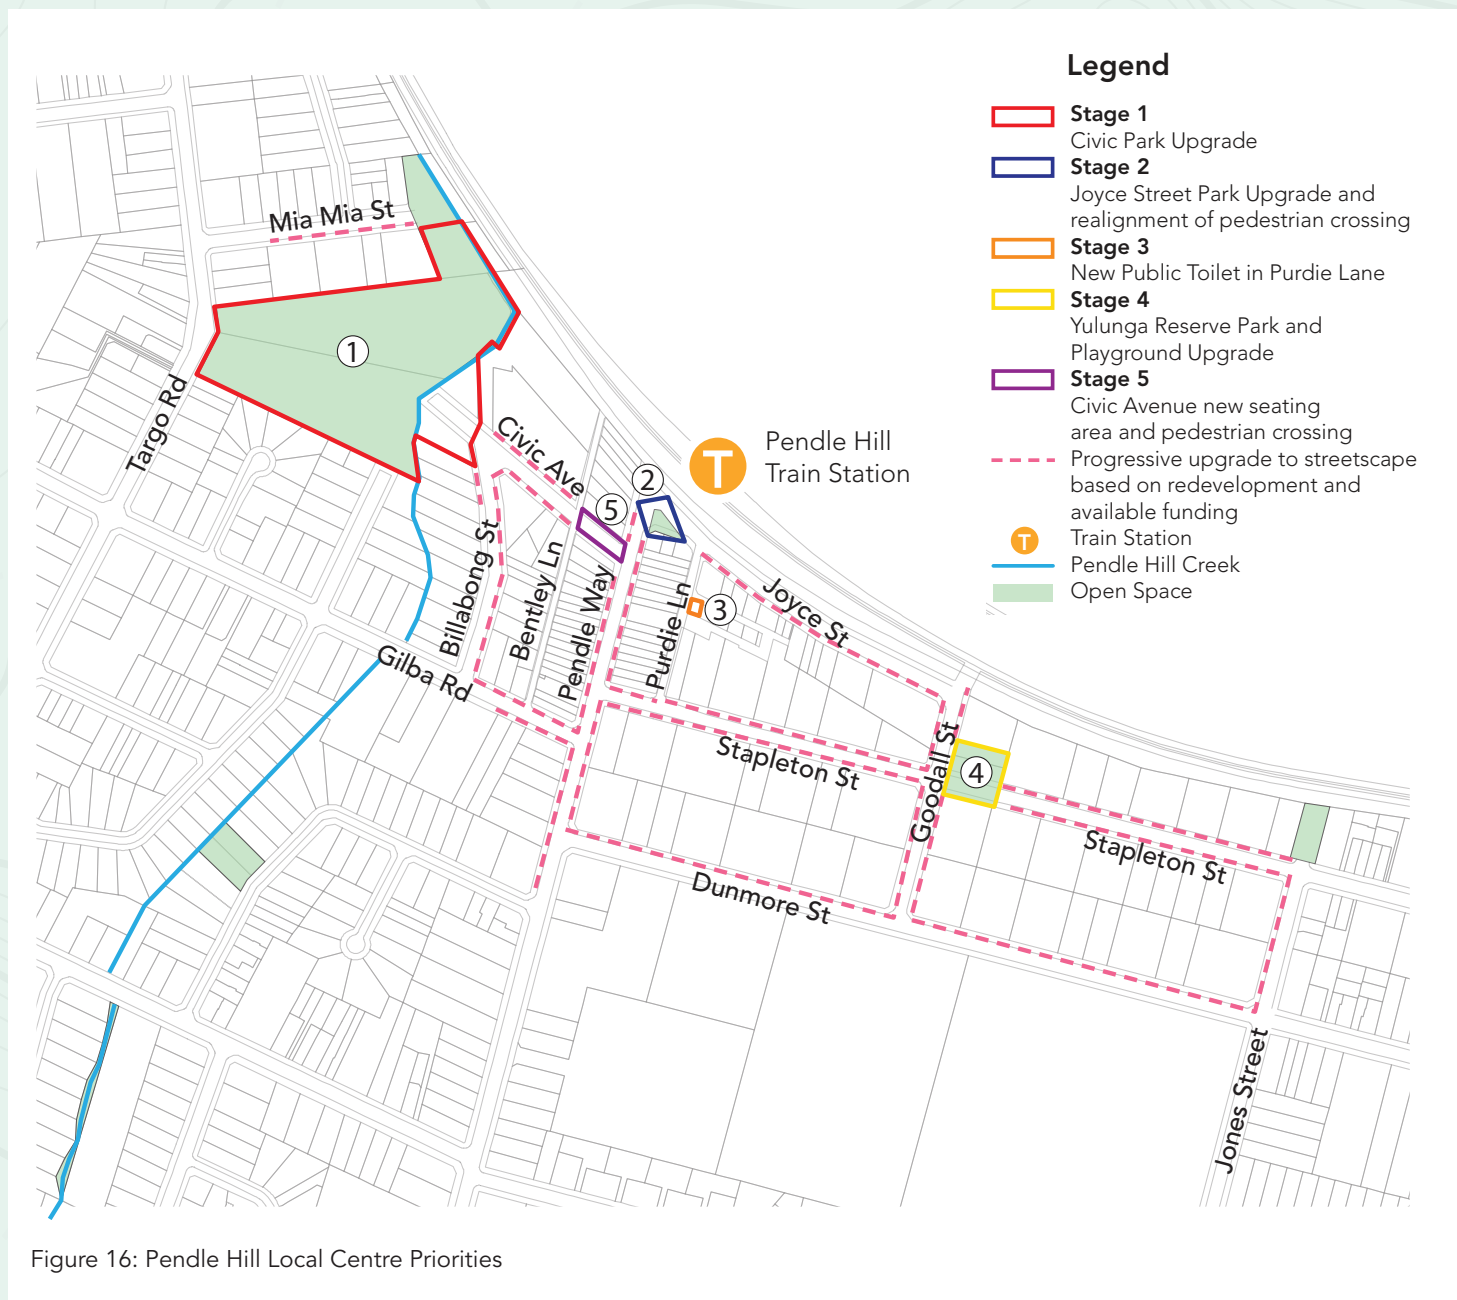 Legend
Stage 1
Civic Park Upgrade
Stage 2
Joyce Street Park Upgrade and
realignment of pedestrian crossing
Stage 3
New Public Toilet in Purdie Lane
Stage 4
Yulunga Reserve Park and
Playground Upgrade
Stage 5
Civic Avenue new seating
area and pedestrian crossing
Progressive upgrade to streetscape
based on redevelopment and
available funding
T
Train Station
Pendle Hill Creek
Open Space
Mia Mia St
1
Targo Rd
Civic Ave
T
Pendle Hill
Train Station
2
5
Billabong St
Bentley Ln
Pendle Way
Purdie Ln
3
Joyce St
Gilba Rd
Stapleton St
Goodall St
4
Stapleton St
Dunmore St
Jones Street
Figure 16: Pendle Hill Local Centre Priorities